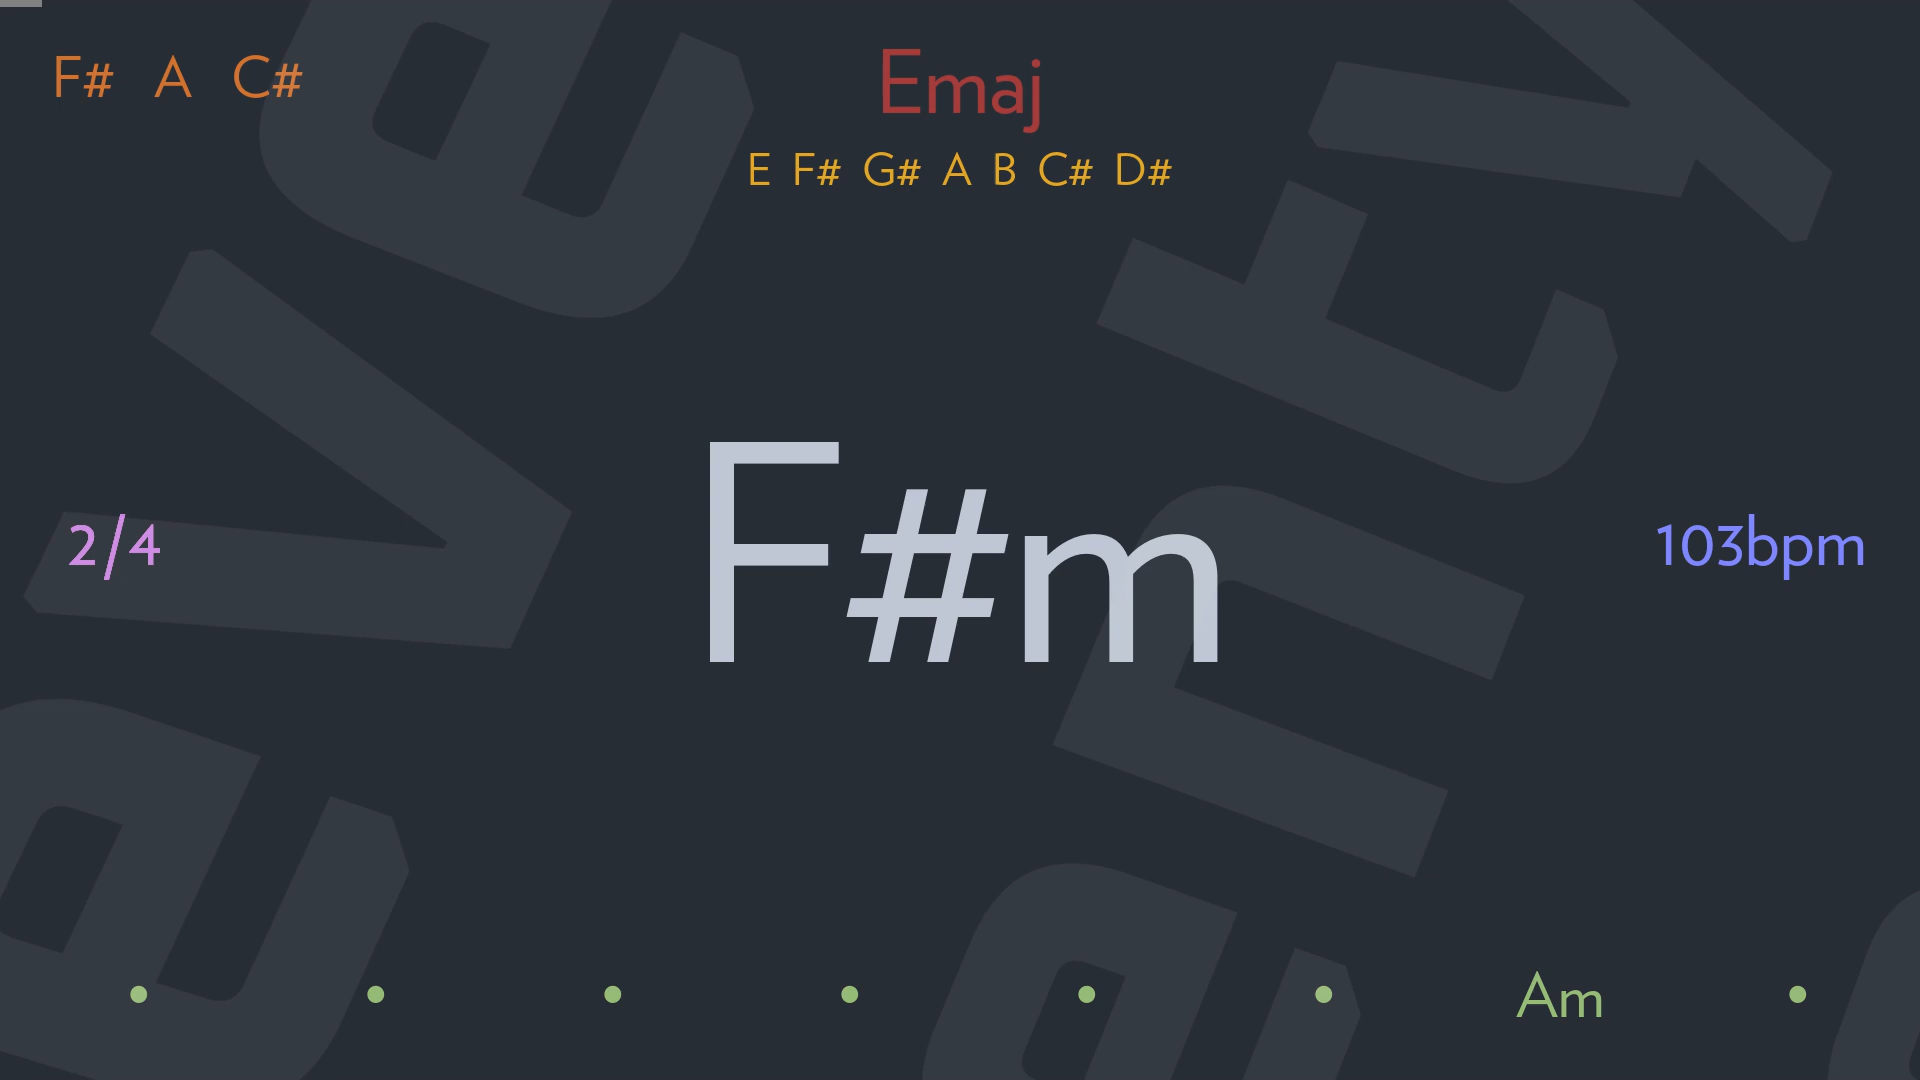 F# A C#
Emaj
E F# G# A B C# D#
2/4
F#m
103bpm
Am